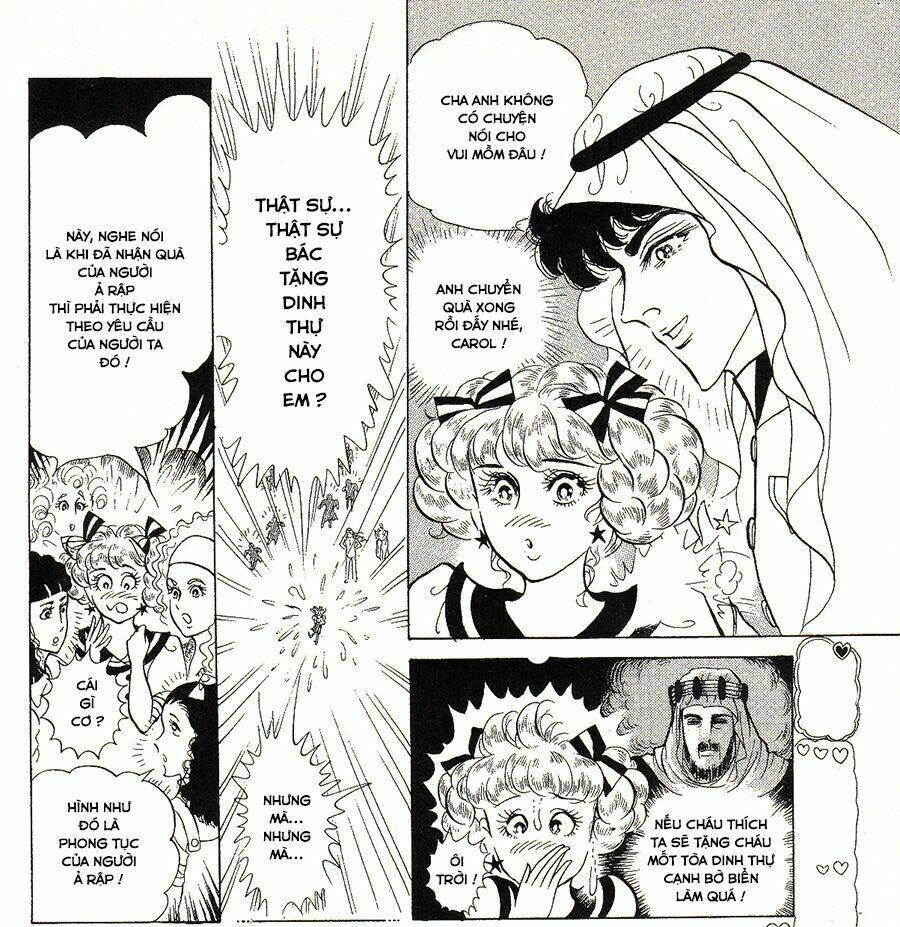 CHA ANH KHÔNG
CÓ CHUYỆN
NÓI CHO
VUI MỒM ĐÂU !
ANH CHUYỂN
QUÀ XONG
RỒI ĐẤY NHÉ,
CAROL !
NẾU CHÁU THÍCH
TA SẼ TẶNG CHÁU
MỐT TÒA DINH THỰ
CẠNH BỜ BIỂN
LÀM QUÁ !
ÔI
TRỜI !
THẬT SỰ...
THẬT SỰ
BÁC
TẶNG
DINH
THỰ
NÀY
CHO
EM ?
NHƯNG
MÀ...
NHƯNG
MÀ...
NÀY, NGHE NÓI
LÀ KHI ĐÃ NHẬN QUÀ
CỦA NGƯỜI
Ả RẬP
THÌ PHẢI THỰC HIỆN
THEO YÊU CẦU
CỦA NGƯỜI TA
ĐÓ !
CÁI
GÌ
CƠ ?
HÌNH NHƯ
ĐÓ LÀ
PHONG TỤC
CỦA NGƯỜI
Ả RẬP !